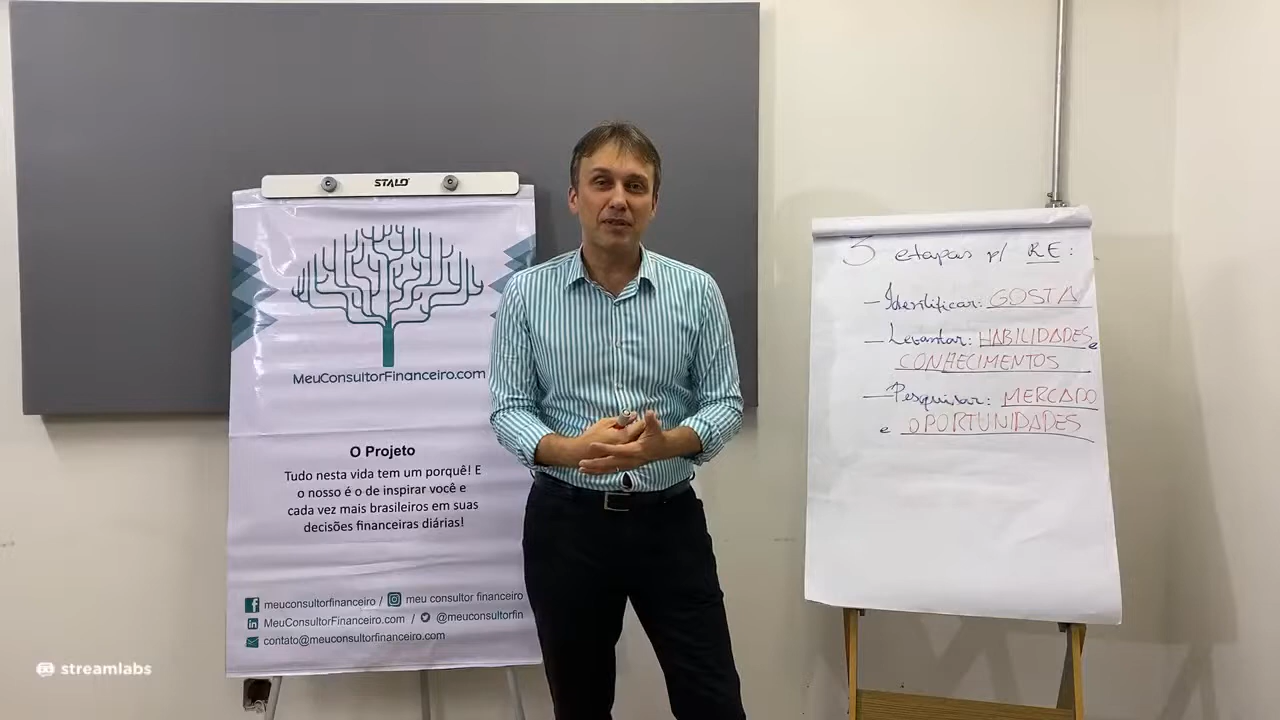 STALO
MeuConsultorFinanceiro.com
O Projeto
Tudo nesta vida tem um porquê! E
o nosso é o de inspirar você e
cada vez mais brasileiros em suas
decisões financeiras diárias!
meuconsultorfinanceiro / meu consultor financeiro
MeuConsultorFinanceiro.com / @meuconsultorfin
contato@meuconsultorfinanceiro.com
3 etapas p/ RE:
- Identificar: GOSTA
- Levantar: HABILIDADES e
CONHECIMENTOS
- Pesquisar: MERCADO
e OPORTUNIDADES
streamlabs